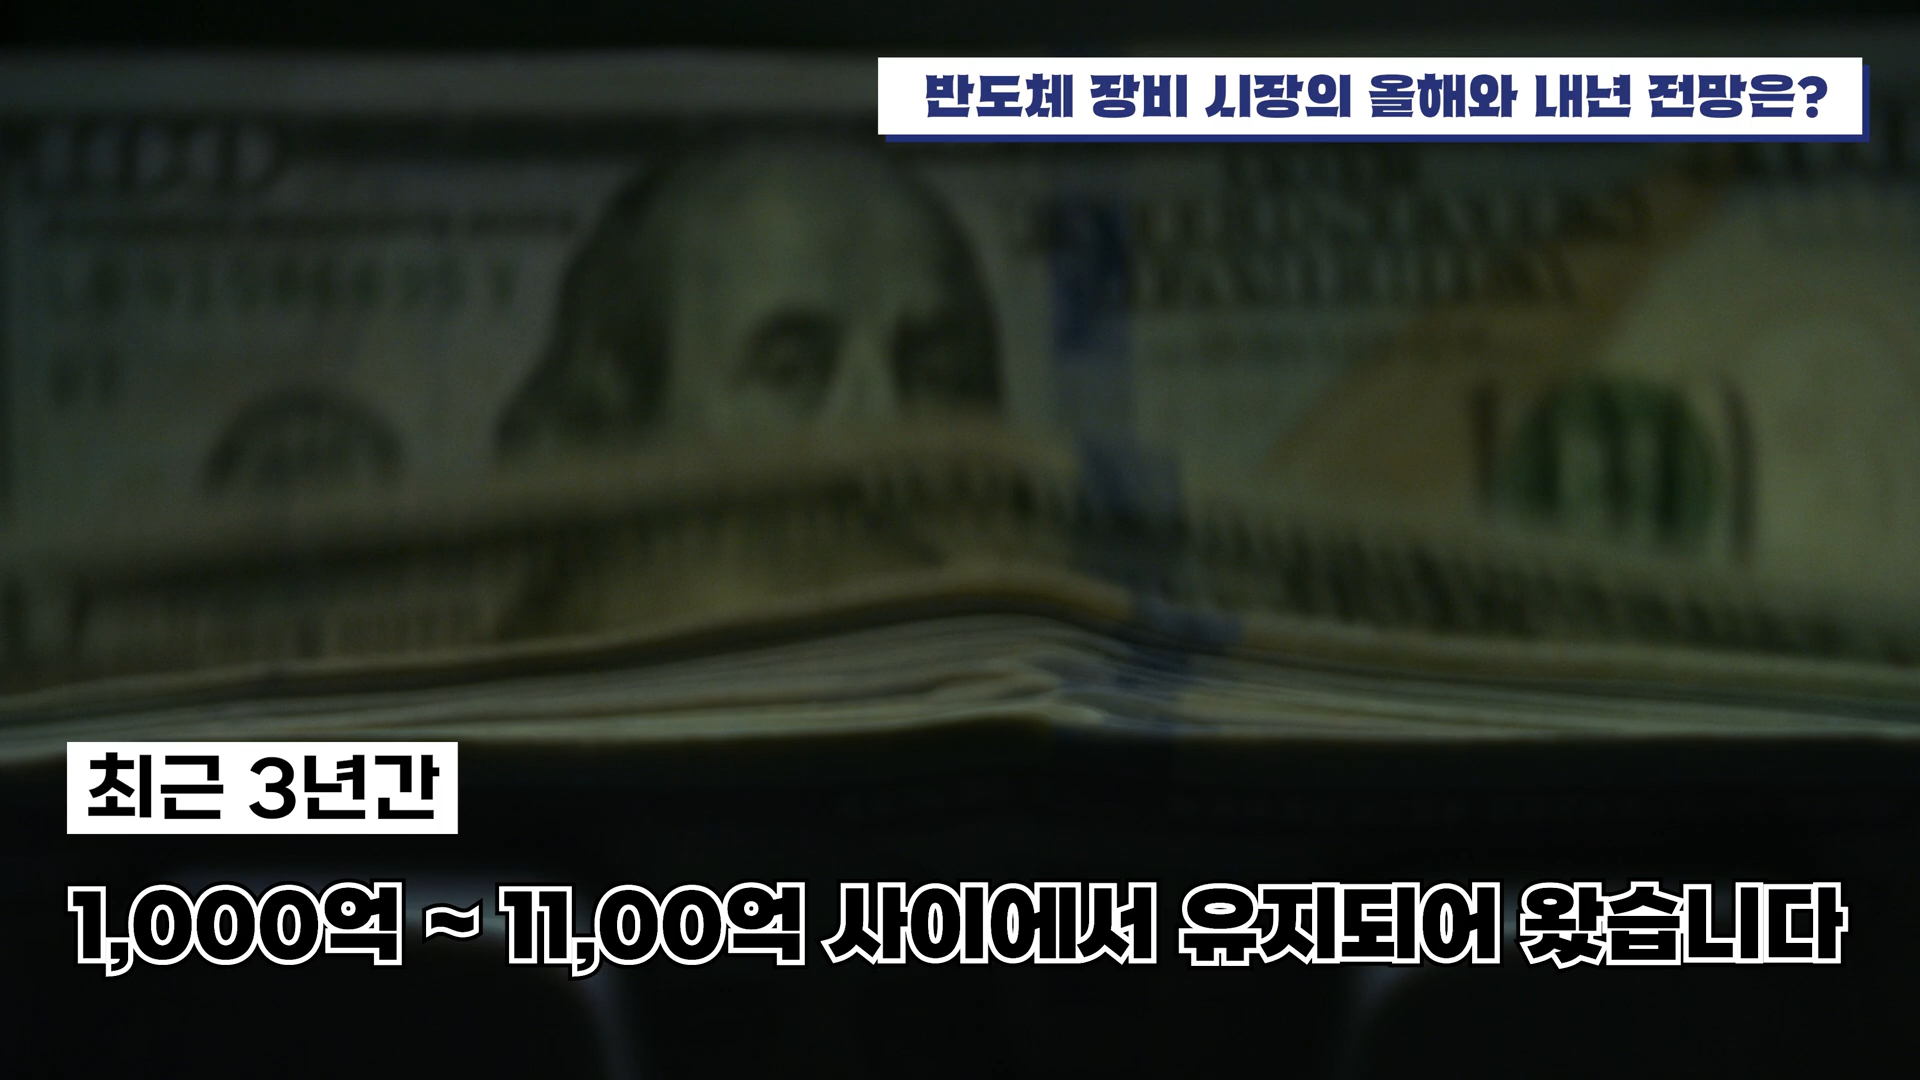 반도체 장비 시장의 올해와 내년 전망은?
최근 3년간
1,000억 ~ 11,00억 사이에서 유지되어 왔습니다